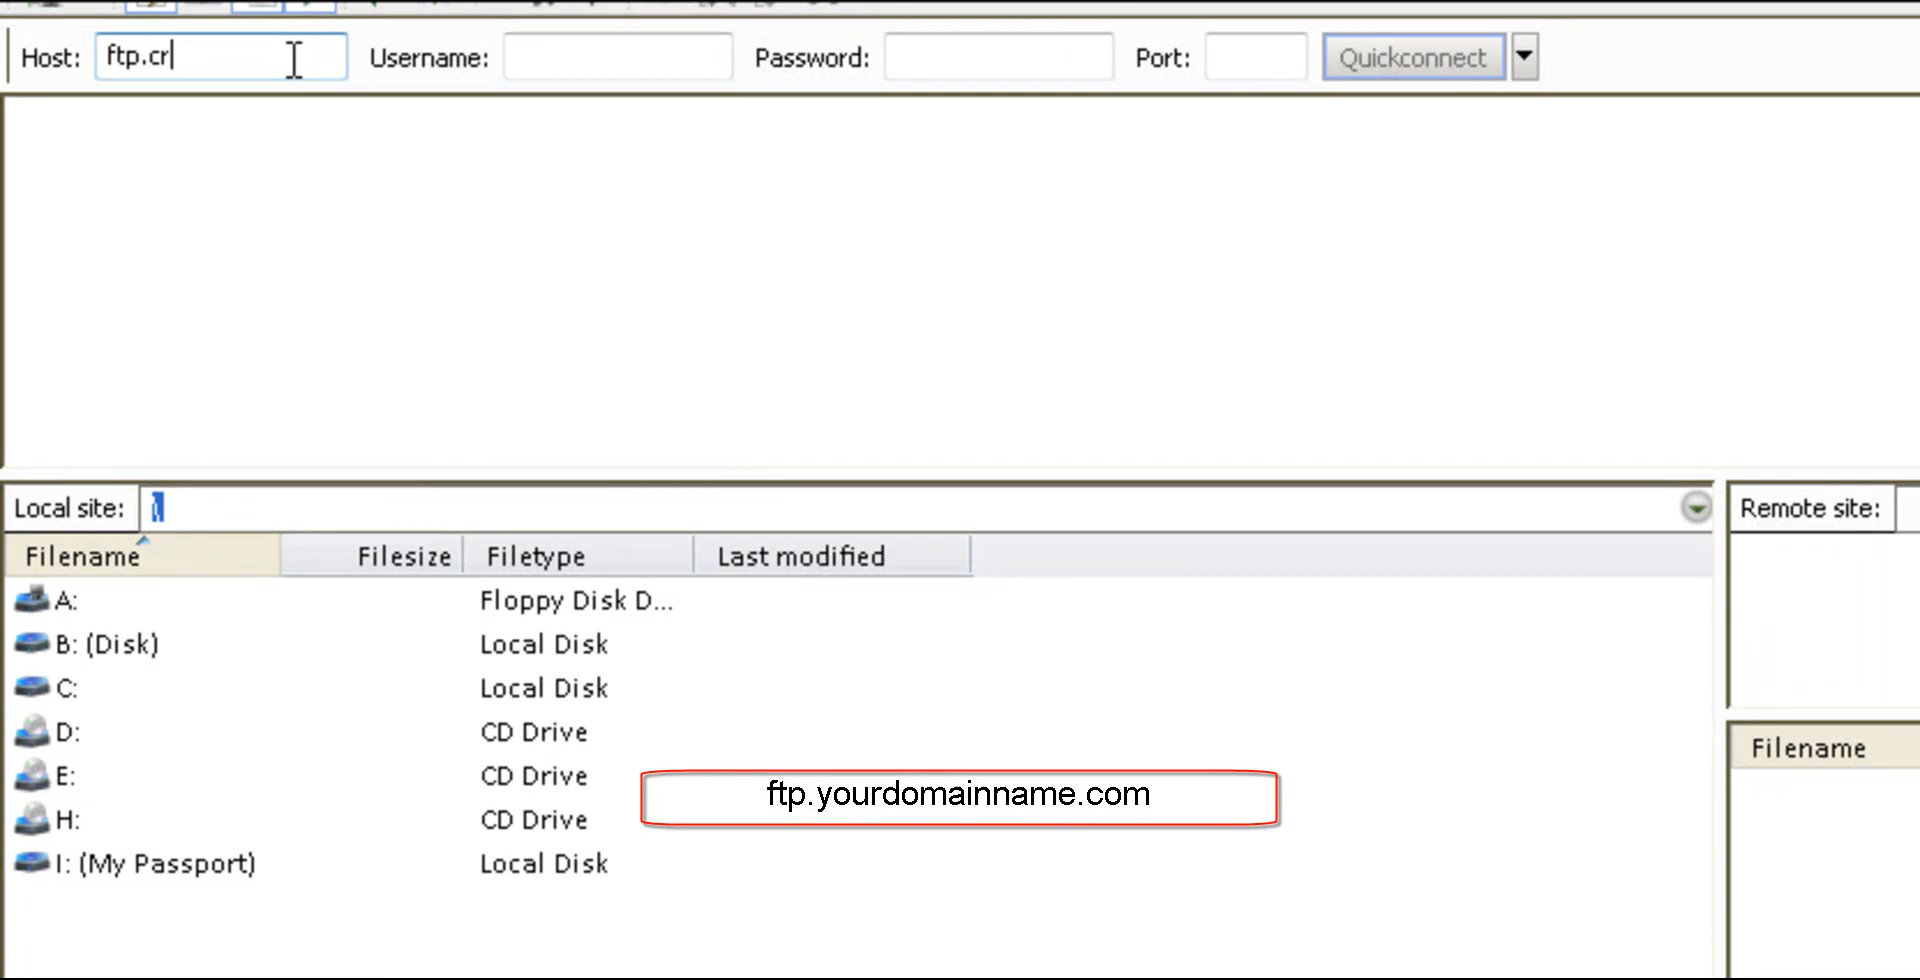 Host: ftp.cr Username: Password: Port: Quickconnect
Local site: \ Remote site:
Filename Filesize Filetype Last modified
A: Floppy Disk D...
B: (Disk) Local Disk
C: Local Disk
D: CD Drive
Filename
E: CD Drive
ftp.yourdomainname.com
H: CD Drive
I: (My Passport) Local Disk